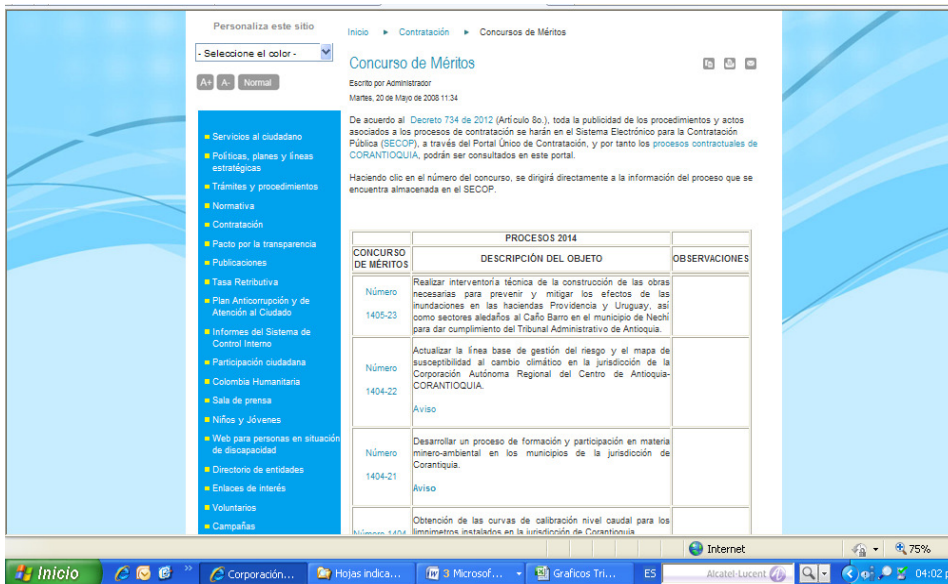 Personaliza este sitio
- Seleccione el color -
A+ A- Normal
Servicios al ciudadano
Políticas, planes y líneas
estratégicas
Trámites y procedimientos
Normativa
Contratación
Pacto por la transparencia
Publicaciones
Tasa Retributiva
Plan Anticorrupción y de
Atención al Ciudado
Informes del Sistema de
Control Interno
Participación ciudadana
Colombia Humanitaria
Sala de prensa
Niños y Jóvenes
Web para personas en situación
de discapacidad
Directorio de entidades
Enlaces de interés
Voluntarios
Campañas
Inicio ► Contratación ► Concursos de Méritos
Concurso de Méritos
Escrito por Administrador
Martes, 20 de Mayo de 2008 11:34
De acuerdo al Decreto 734 de 2012 (Artículo 8o.), toda la publicidad de los procedimientos y actos
asociados a los procesos de contratación se harán en el Sistema Electrónico para la Contratación
Pública (SECOP), a través del Portal Único de Contratación, y por tanto los procesos contractuales de
CORANTIOQUIA, podrán ser consultados en este portal.
Haciendo clic en el número del concurso, se dirigirá directamente a la información del proceso que se
encuentra almacenada en el SECOP.
PROCESOS 2014
CONCURSO
DE MÉRITOS
DESCRIPCIÓN DEL OBJETO
OBSERVACIONES
Número
1405-23
Realizar interventoría técnica de la construcción de las obras
necesarias para prevenir y mitigar los efectos de las
inundaciones en las haciendas Providencia y Uruguay, así
como sectores aledaños al Caño Barro en el municipio de Nechí
para dar cumplimiento del Tribunal Administrativo de Antioquia.
Número
1404-22
Actualizar la línea base de gestión del riesgo y el mapa de
susceptibilidad al cambio climático en la jurisdicción de la
Corporación Autónoma Regional del Centro de Antioquia-
CORANTIOQUIA.
Aviso
Número
1404-21
Desarrollar un proceso de formación y participación en materia
minero-ambiental en los municipios de la jurisdicción de
Corantiquia.
Aviso
Número 1404
Obtención de las curvas de calibración nivel caudal para los
limnímetros instalados en la jurisdicción de Corantioquia
Internet
75%
Inicio
»
Corporación...
Hojas indica...
3 Microsof...
Graficos Tri...
ES
Alcatel-Lucent
04:02